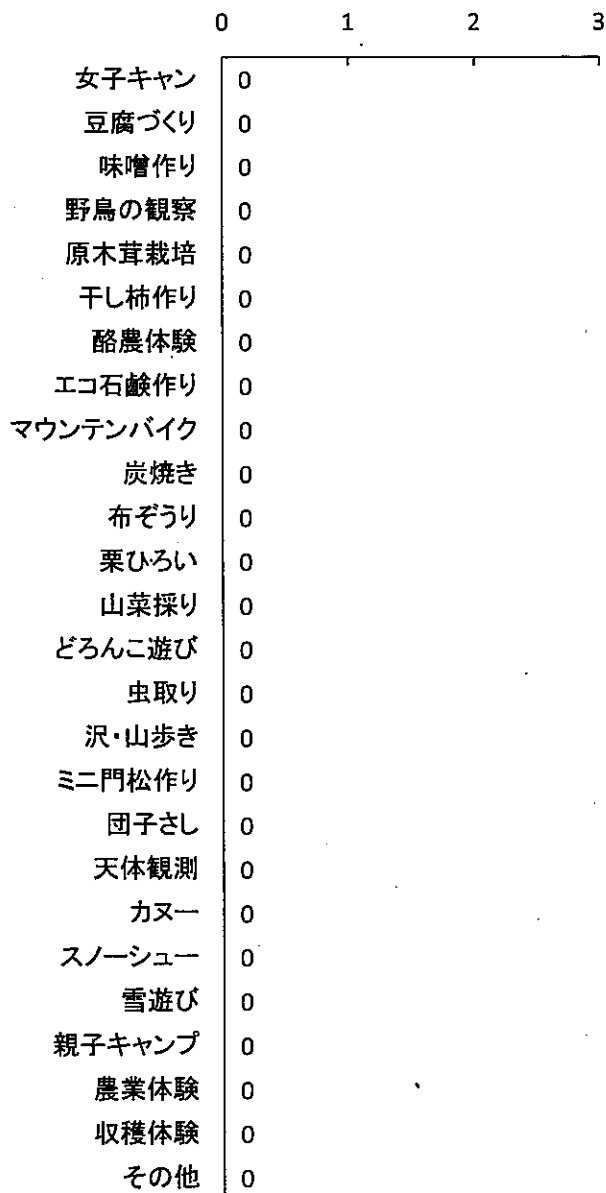 0 1 2 3
女子キャン 0
豆腐づくり 0
味噌作り 0
野鳥の観察 0
原木茸栽培 0
干し柿作り 0
酪農体験 0
エコ石鹸作り 0
マウンテンバイク 0
炭焼き 0
布ぞうり 0
栗ひろい 0
山菜採り 0
どろんこ遊び 0
虫取り 0
沢・山歩き 0
ミニ門松作り 0
団子さし 0
天体観測 0
カヌー 0
スノーシュー 0
雪遊び 0
親子キャンプ 0
農業体験 0
収穫体験 0
その他 0